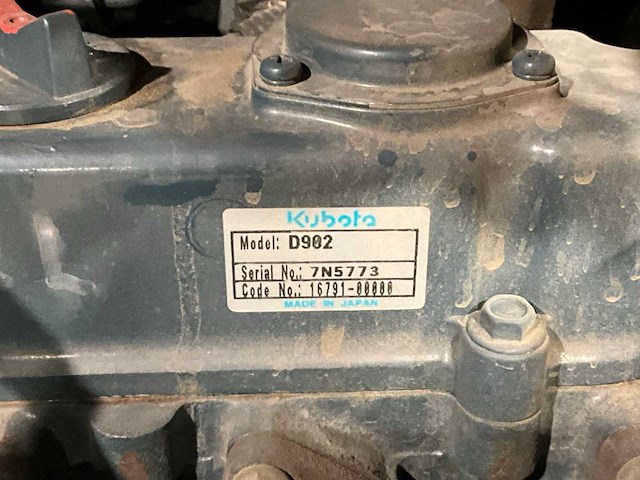 Kubota
Model: D902
Serial No.: 7N5773
Code No.: 16791-00000
MADE IN JAPAN